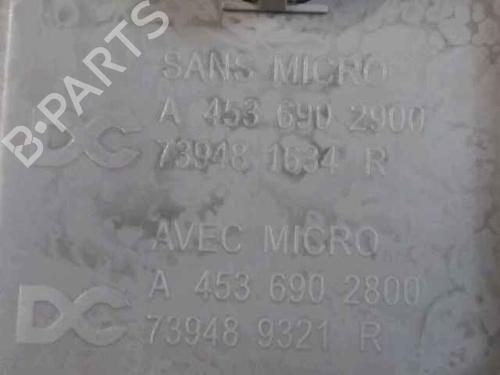 B·PARTS
SANS MICRO
A 453 690 2900
DC
73948 1634 R
AVEC MICRO
A 453 690 2800
DC
73948 9321 R